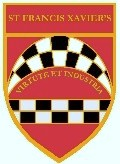 ST FRANCIS XAVIER'S
VIRTUTE ET INDUSTRIA